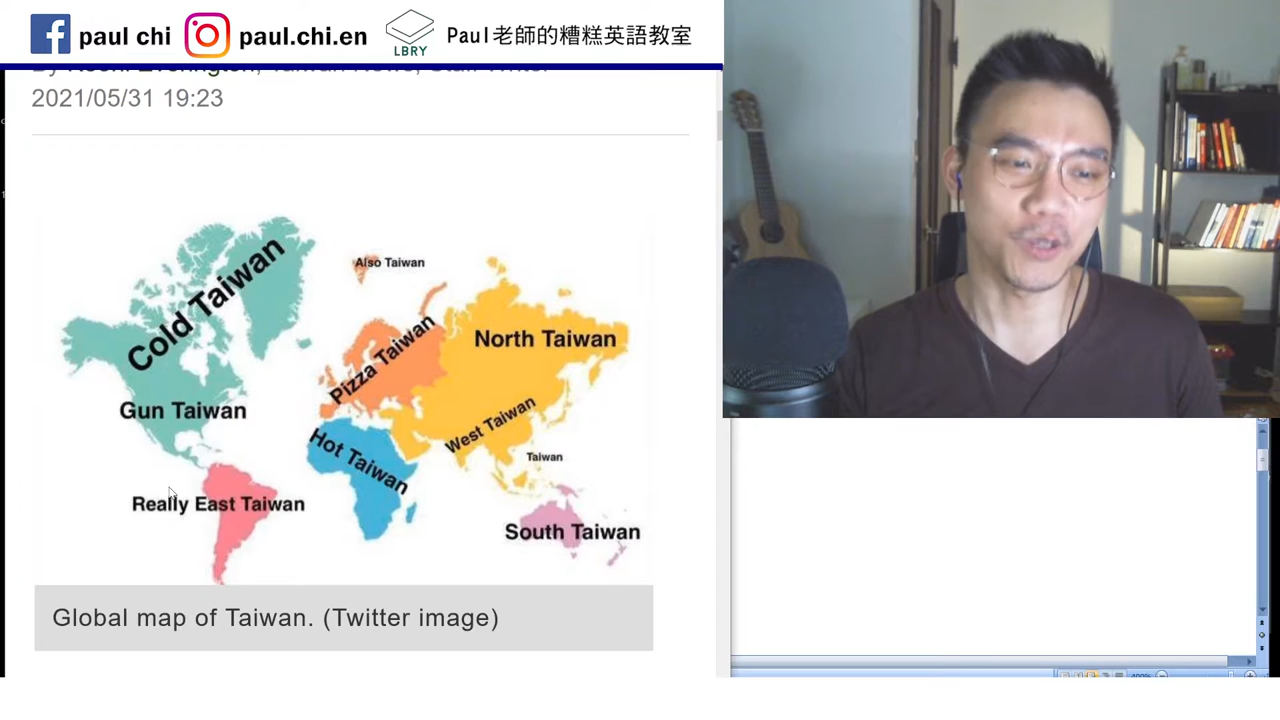 paul chi
paul.chi.en
LBRY
Paul老師的糟糕英語教室
2021/05/31 19:23
Cold Taiwan
Also Taiwan
North Taiwan
Pizza Taiwan
Gun Taiwan
West Taiwan
Hot Taiwan
Taiwan
Really East Taiwan
South Taiwan
Global map of Taiwan. (Twitter image)